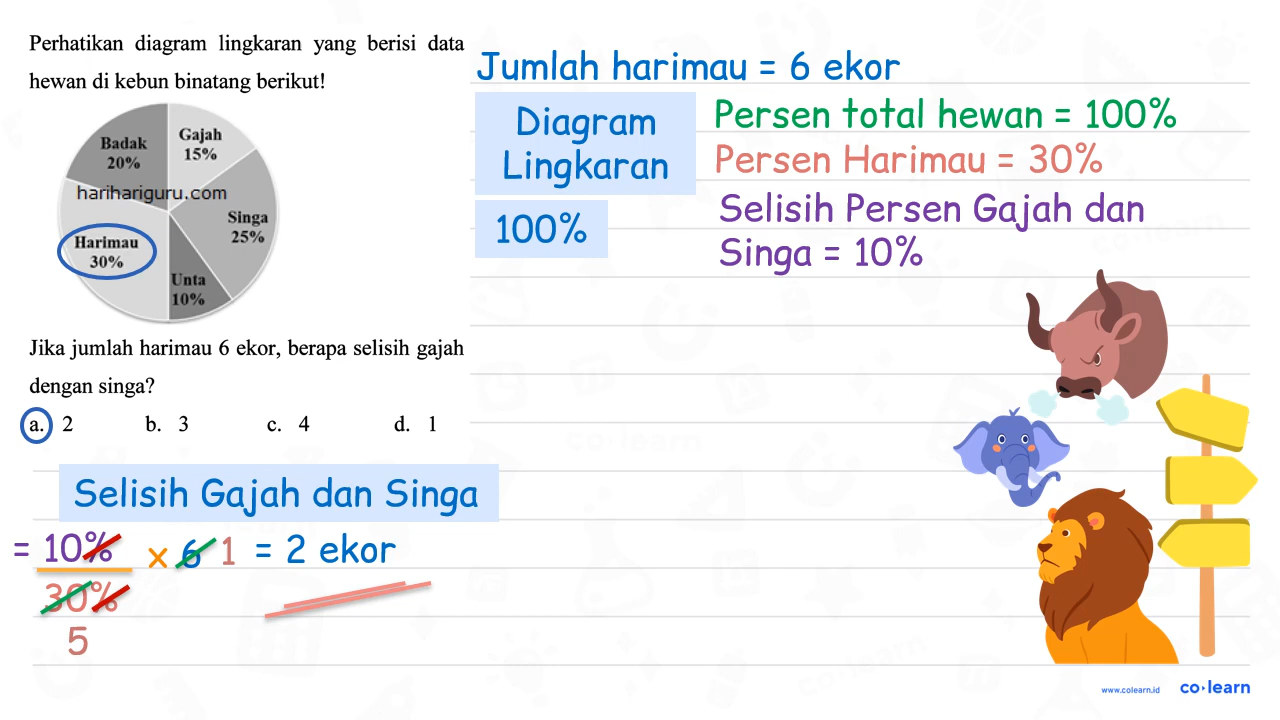 Perhatikan diagram lingkaran yang berisi data
hewan di kebun binatang berikut!
Badak
20%
Gajah
15%
harihariguru.com
Singa
25%
Harimau
30%
Unta
10%
Jika jumlah harimau 6 ekor, berapa selisih gajah
dengan singa?
a. 2 b. 3 c. 4 d. 1
Jumlah harimau = 6 ekor
Diagram
Lingkaran
100%
Persen total hewan = 100%
Persen Harimau = 30%
Selisih Persen Gajah dan
Singa = 10%
Selisih Gajah dan Singa
= 10% x 6 1 = 2 ekor
30%
5
www.colearn.id co·learn